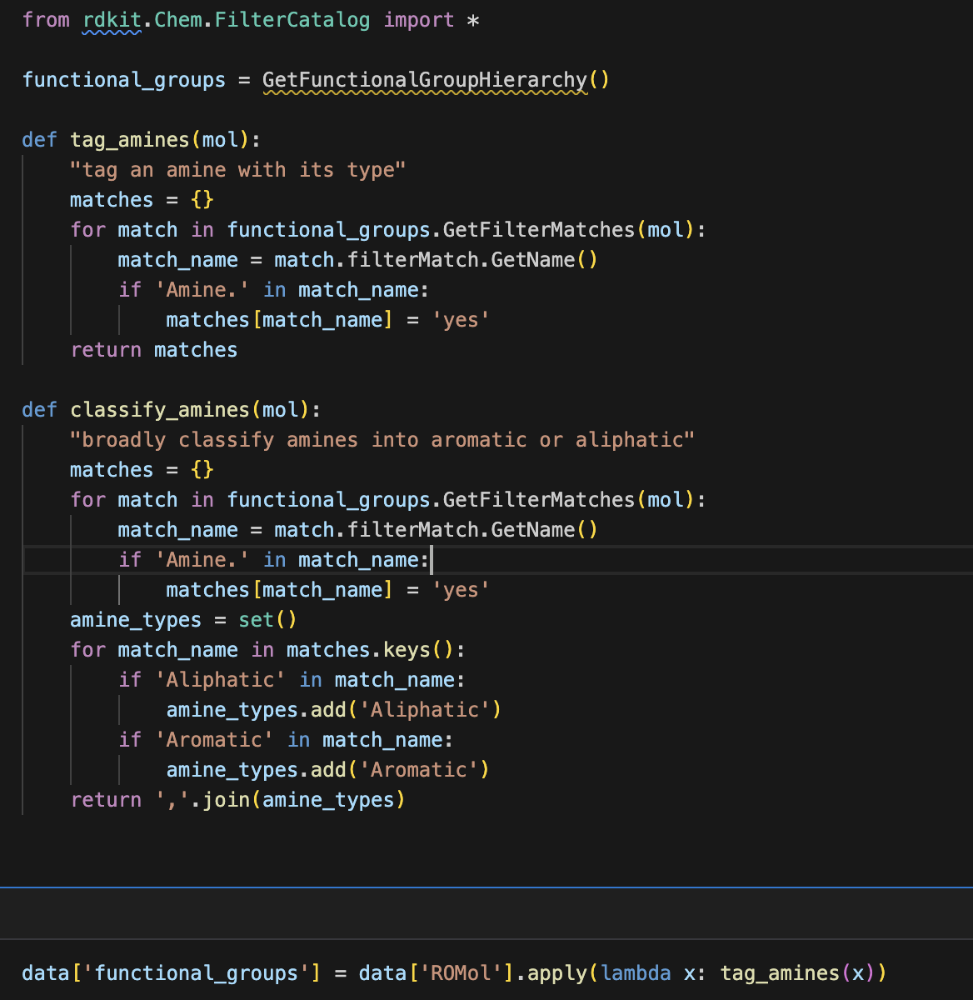 from rdkit.Chem.FilterCatalog import *

functional_groups = GetFunctionalGroupHierarchy()

def tag_amines(mol):
    "tag an amine with its type"
    matches = {}
    for match in functional_groups.GetFilterMatches(mol):
        match_name = match.filterMatch.GetName()
        if 'Amine.' in match_name:
            matches[match_name] = 'yes'
    return matches

def classify_amines(mol):
    "broadly classify amines into aromatic or aliphatic"
    matches = {}
    for match in functional_groups.GetFilterMatches(mol):
        match_name = match.filterMatch.GetName()
        if 'Amine.' in match_name:
            matches[match_name] = 'yes'
    amine_types = set()
    for match_name in matches.keys():
        if 'Aliphatic' in match_name:
            amine_types.add('Aliphatic')
        if 'Aromatic' in match_name:
            amine_types.add('Aromatic')
    return ','.join(amine_types)

data['functional_groups'] = data['ROMol'].apply(lambda x: tag_amines(x))